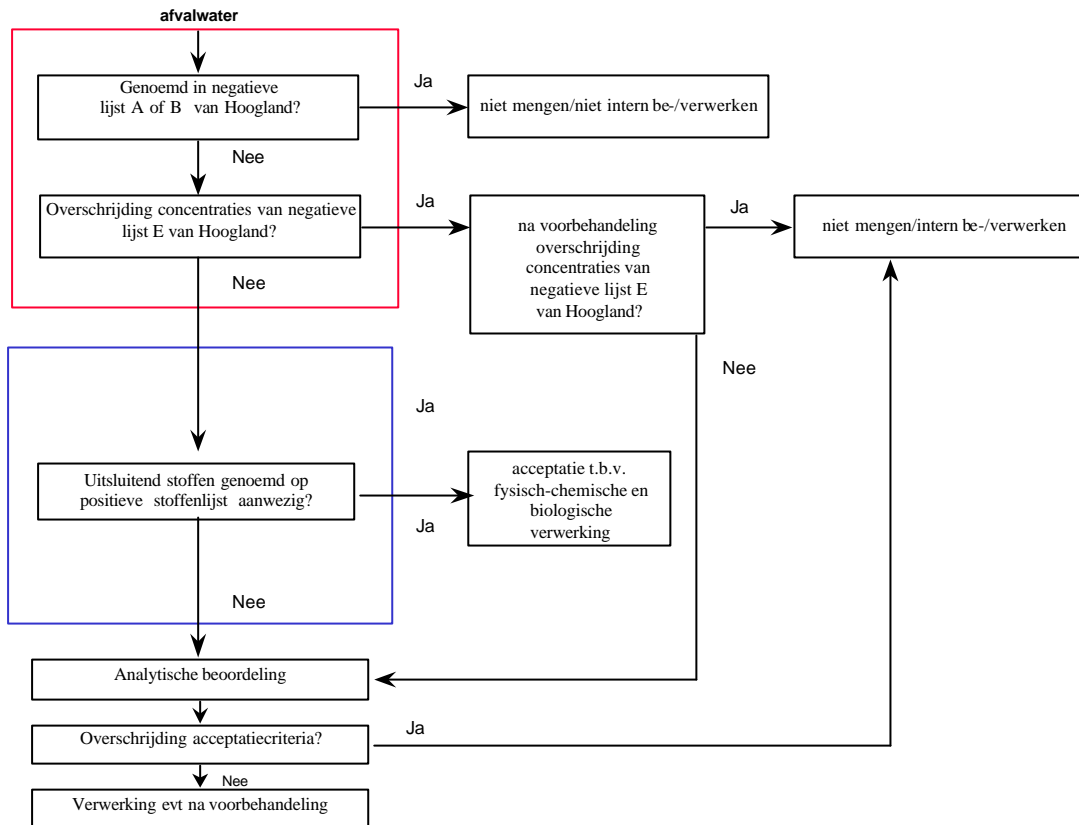 afvalwater
Genoemd in negatieve
lijst A of B van Hoogland?
Ja
niet mengen/niet intern be-/verwerken
Nee
Overschrijding concentraties van negatieve
lijst E van Hoogland?
Ja
na voorbehandeling
overschrijding
concentraties van
negatieve lijst E
van Hoogland?
Ja
niet mengen/intern be-/verwerken
Nee
Nee
Ja
Uitsluitend stoffen genoemd op
positieve stoffenlijst aanwezig?
Ja
acceptatie t.b.v.
fysisch-chemische en
biologische
verwerking
Nee
Analytische beoordeling
Overschrijding acceptatiecriteria?
Ja
Nee
Verwerking evt na voorbehandeling